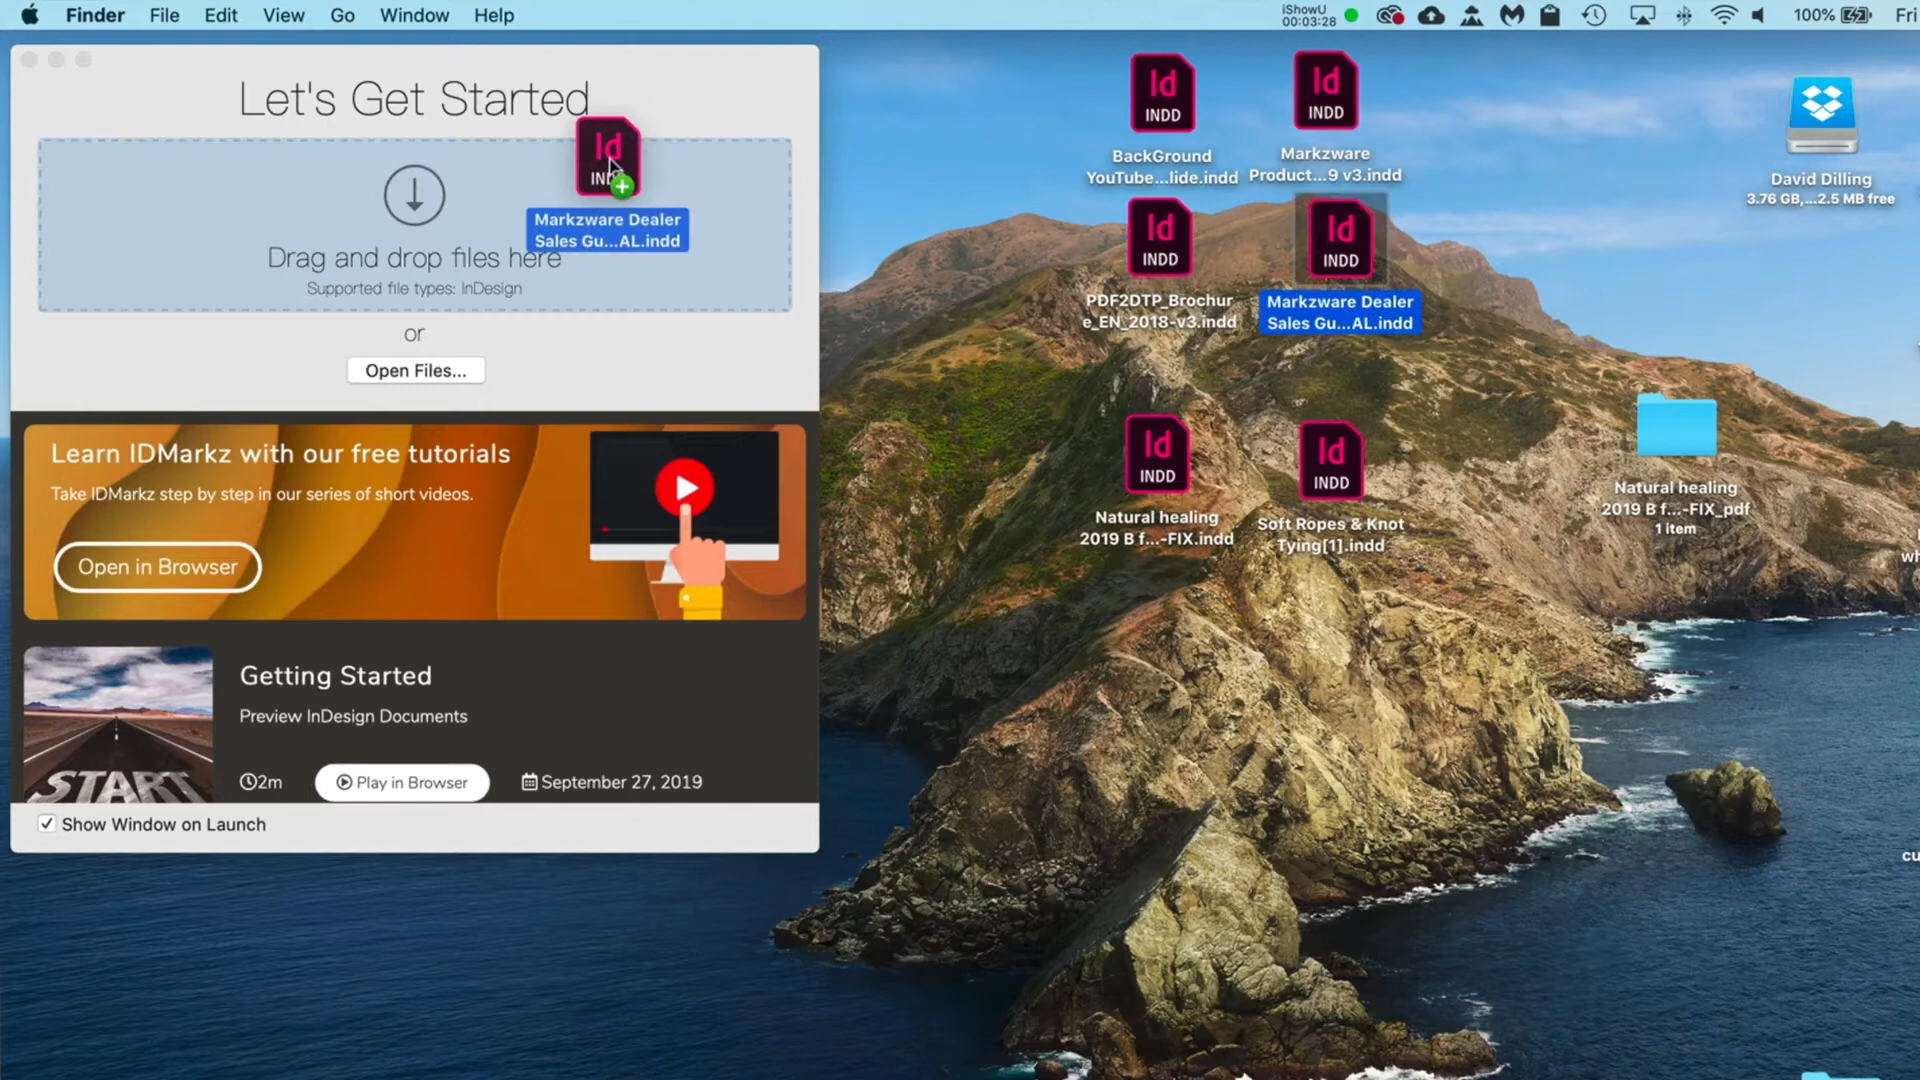 Finder File Edit View Go Window Help
iShowU
00:03:28
100%
Fri
Let's Get Started
Id
Markzware Dealer
Sales Gu...AL.indd
Drag and drop files here
Supported file types: InDesign
or
Open Files...
Learn IDMarkz with our free tutorials
Take IDMarkz step by step in our series of short videos.
Open in Browser
START
Getting Started
Preview InDesign Documents
2m
Play in Browser
September 27, 2019
Show Window on Launch
Id
INDD
BackGround
YouTube...lide.indd
Id
INDD
Markzware
Product...9 v3.indd
Id
INDD
PDF2DTP_Brochur
e_EN_2018-v3.indd
Id
INDD
Markzware Dealer
Sales Gu...AL.indd
Id
INDD
Natural healing
2019 B f...-FIX.indd
Id
INDD
Soft Ropes & Knot
Tying[1].indd
David Dilling
3.76 GB,...2.5 MB free
Natural healing
2019 B f...-FIX_pdf
1 item